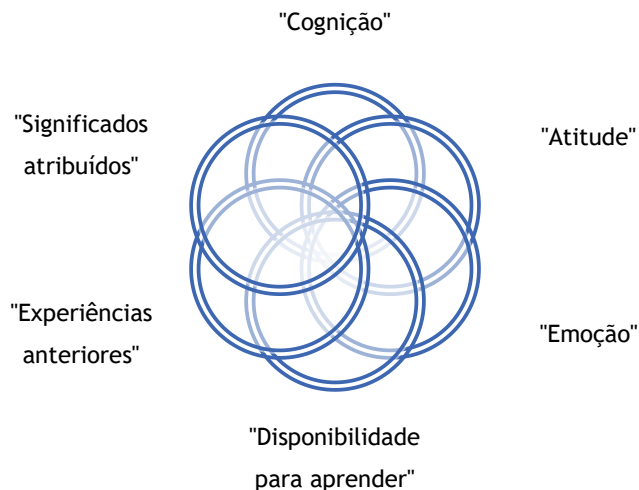 "Cognição"
"Significados
atribuídos"
"Atitude"
"Experiências
anteriores"
"Emoção"
"Disponibilidade
para aprender"